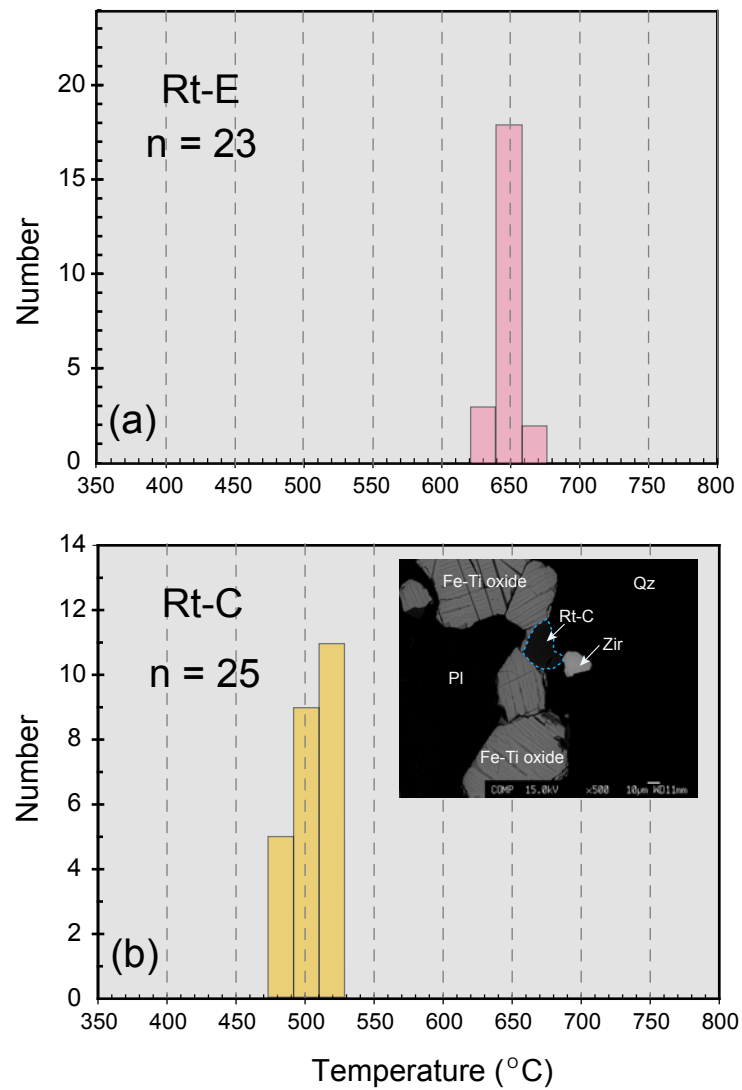 Rt-E
n = 23
Number
20
15
10
5
0
(a)
350 400 450 500 550 600 650 700 750 800
Rt-C
n = 25
Number
14
12
10
8
6
4
2
0
(b)
Fe-Ti oxide
Qz
Rt-C
Zir
Pl
Fe-Ti oxide
COMP 15.0kV ×500 10μm WD11mm
350 400 450 500 550 600 650 700 750 800
Temperature (°C)